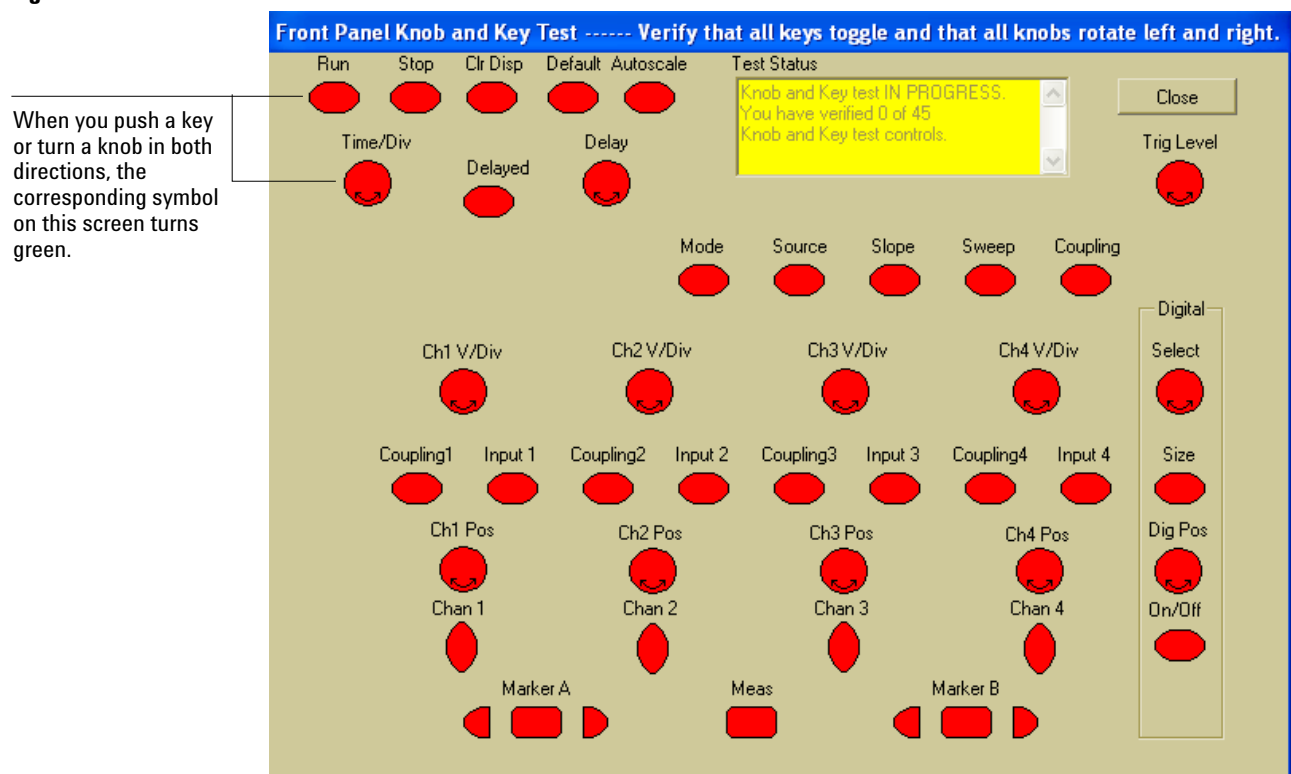 Front Panel Knob and Key Test ------ Verify that all keys toggle and that all knobs rotate left and right.
Run Stop Clr Disp Default Autoscale Test Status
Knob and Key test IN PROGRESS.
You have verified 0 of 45
Knob and Key test controls.
Close
When you push a key
or turn a knob in both
directions, the
corresponding symbol
on this screen turns
green.
Time/Div Delayed Delay Trig Level
Mode Source Slope Sweep Coupling
Digital
Ch1 V/Div Ch2 V/Div Ch3 V/Div Ch4 V/Div Select
Coupling1 Input 1 Coupling2 Input 2 Coupling3 Input 3 Coupling4 Input 4 Size
Ch1 Pos Ch2 Pos Ch3 Pos Ch4 Pos Dig Pos
Chan 1 Chan 2 Chan 3 Chan 4 On/Off
Marker A Meas Marker B